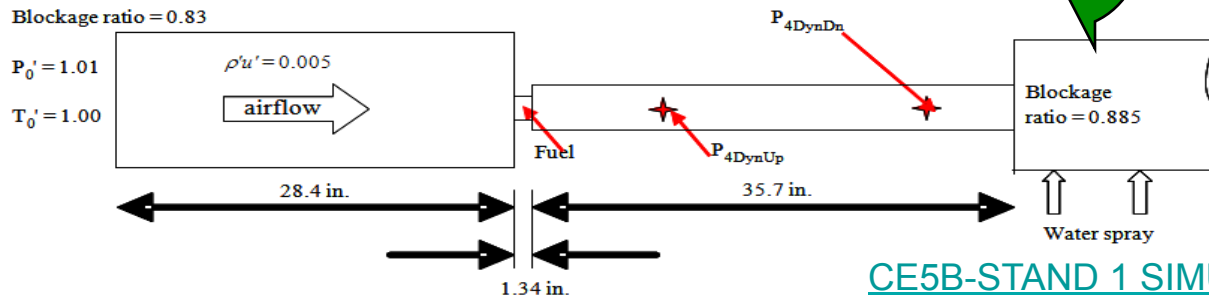 Blockage ratio = 0.83
P0' = 1.01
T0' = 1.00
ρ'u' = 0.005
airflow
Fuel
P4DynUp
P4DynDn
Blockage
ratio = 0.885
28.4 in.
35.7 in.
1.34 in.
Water spray
CE5B-STAND 1